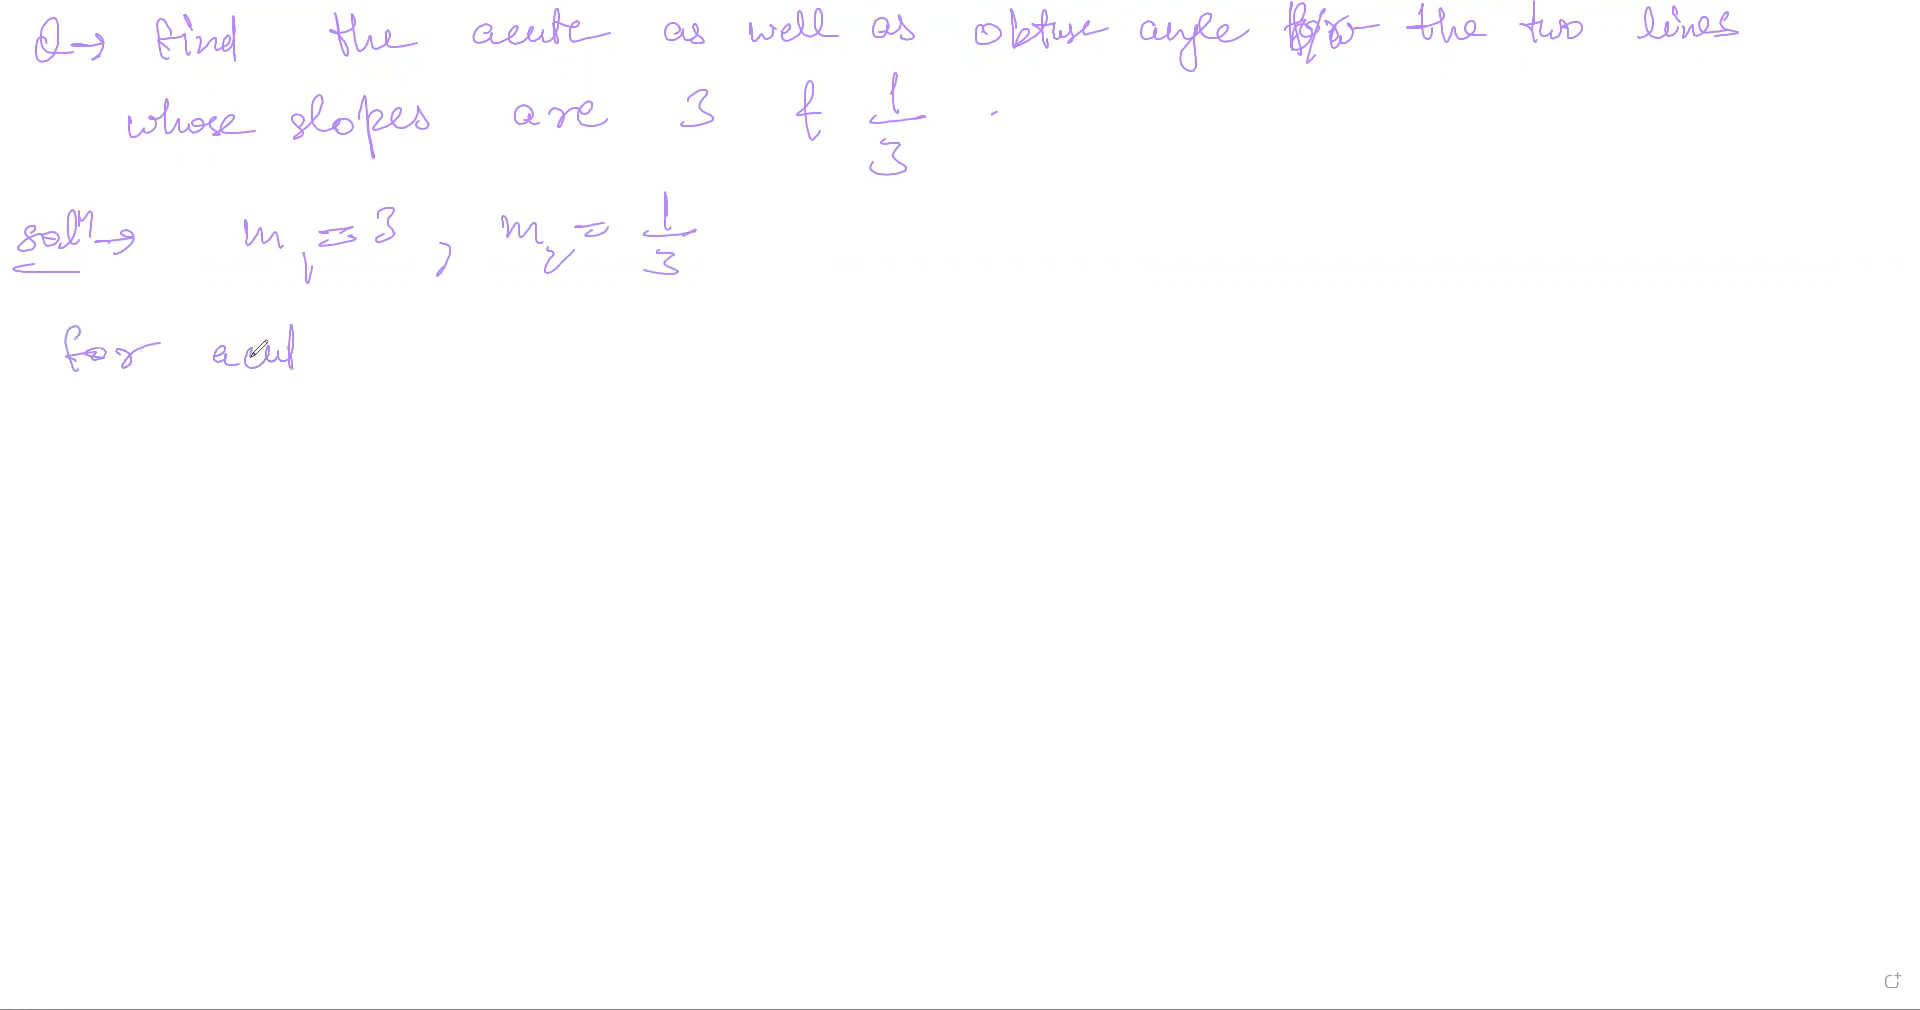 Q→ find the acute as well as obtuse angle for the two lines
whose slopes are 3 & 1/3 .
solⁿ→ m₁ = 3 , m₂ = 1/3
for acut